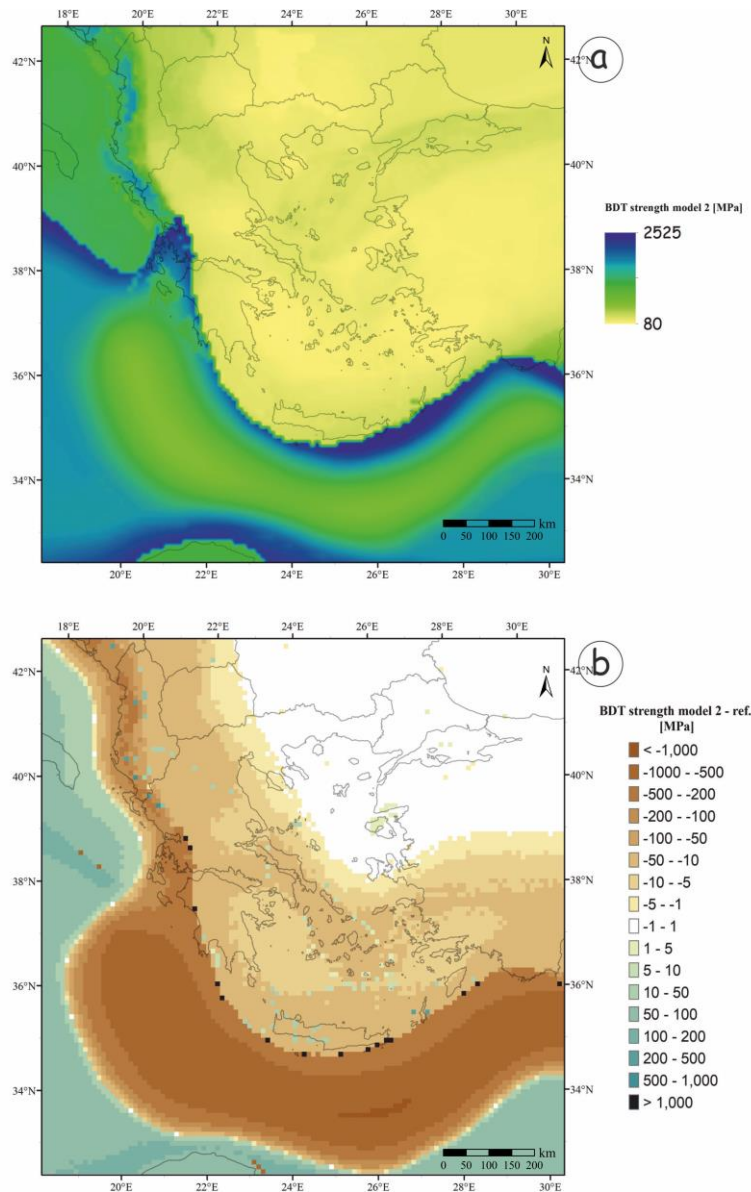 18°E 20°E 22°E 24°E 26°E 28°E 30°E
N
a
42°N 42°N
40°N 40°N
BDT strength model 2 [MPa]
2525
80
38°N 38°N
36°N 36°N
34°N 34°N
km
0 50 100 150 200
20°E 22°E 24°E 26°E 28°E 30°E
18°E 20°E 22°E 24°E 26°E 28°E 30°E
N
b
42°N 42°N
BDT strength model 2 - ref.
[MPa]
< -1,000
-1000 - -500
-500 - -200
-200 - -100
-100 - -50
-50 - -10
-10 - -5
-5 - -1
-1 - 1
1 - 5
5 - 10
10 - 50
50 - 100
100 - 200
200 - 500
500 - 1,000
> 1,000
40°N 40°N
38°N 38°N
36°N 36°N
34°N 34°N
km
0 50 100 150 200
20°E 22°E 24°E 26°E 28°E 30°E